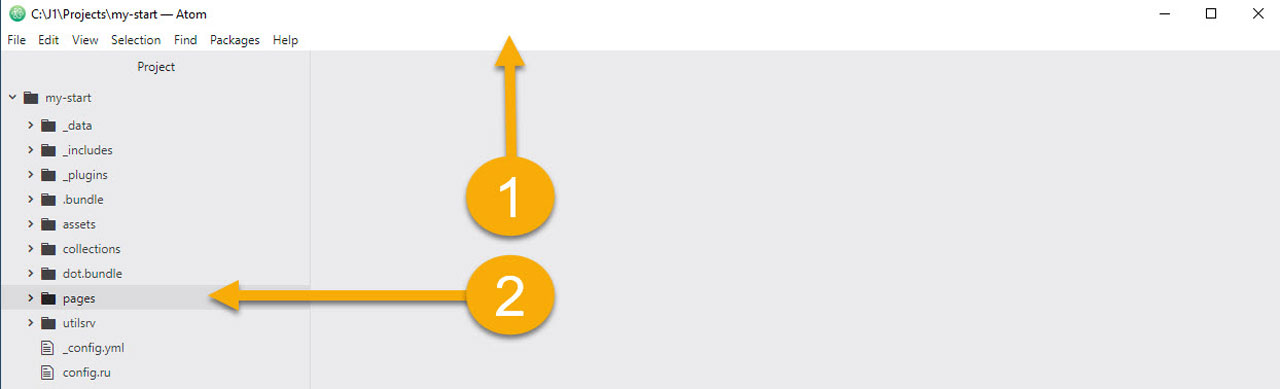 C:\J1\Projects\my-start — Atom
File Edit View Selection Find Packages Help
Project
my-start
_data
_includes
_plugins
.bundle
assets
collections
dot.bundle
pages
utilsrv
_config.yml
config.ru
1
2